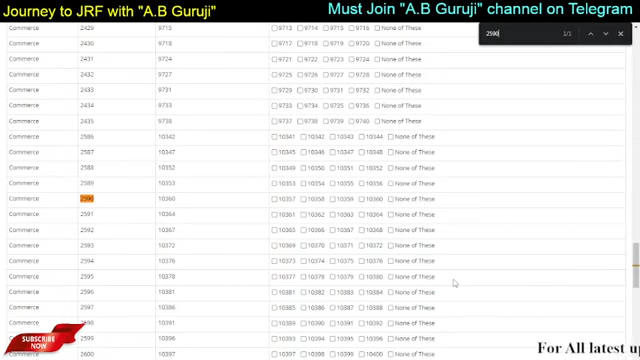 Journey to JRF with "A.B Guruji"
Must Join "A.B Guruji" channel on Telegram
2590 1/1
Commerce 2429 9715 9713 9714 9715 9716 None of These
Commerce 2430 9718 9717 9718 9719 9720 None of These
Commerce 2431 9724 9721 9722 9723 9724 None of These
Commerce 2432 9727 9725 9726 9727 9728 None of These
Commerce 2433 9731 9729 9730 9731 9732 None of These
Commerce 2434 9733 9733 9734 9735 9736 None of These
Commerce 2435 9738 9737 9738 9739 9740 None of These
Commerce 2586 10342 10341 10342 10343 10344 None of These
Commerce 2587 10347 10345 10346 10347 10348 None of These
Commerce 2588 10352 10349 10350 10351 10352 None of These
Commerce 2589 10353 10353 10354 10355 10356 None of These
Commerce 2590 10360 10357 10358 10359 10360 None of These
Commerce 2591 10364 10361 10362 10363 10364 None of These
Commerce 2592 10367 10365 10366 10367 10368 None of These
Commerce 2593 10372 10369 10370 10371 10372 None of These
Commerce 2594 10376 10373 10374 10375 10376 None of These
Commerce 2595 10378 10377 10378 10379 10380 None of These
Commerce 2596 10381 10381 10382 10383 10384 None of These
Commerce 2597 10386 10385 10386 10387 10388 None of These
Commerce 2598 10391 10389 10390 10391 10392 None of These
2599 10396 10393 10394 10395 10396 None of These
2600 10397 10397 10398 10399 10400 None of These
SUBSCRIBE
NOW
For All latest up